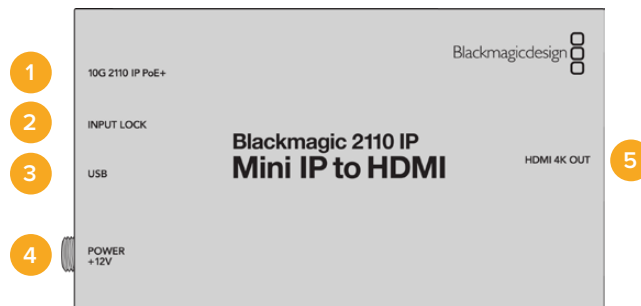 1
10G 2110 IP PoE+
Blackmagicdesign
2
INPUT LOCK
3
USB
Blackmagic 2110 IP
Mini IP to HDMI
HDMI 4K OUT
5
4
POWER
+12V